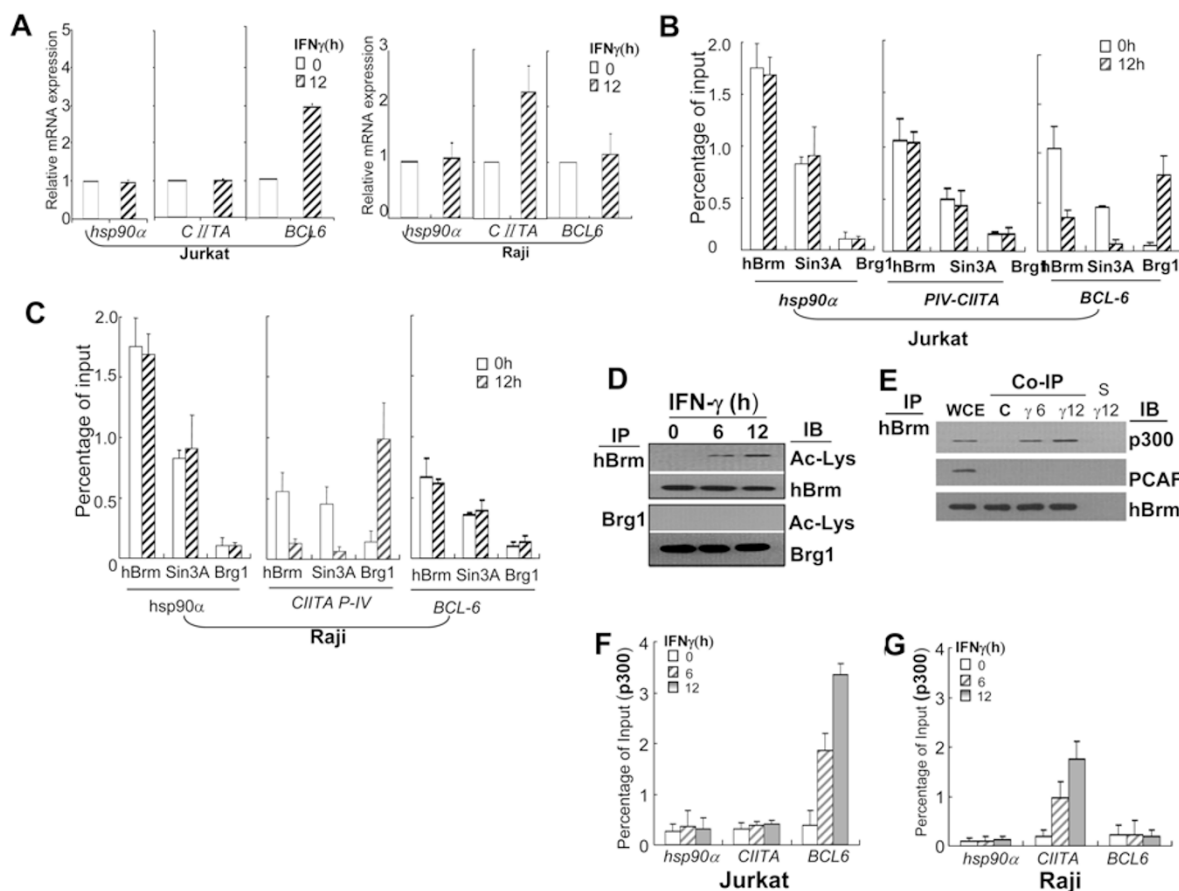 A
Relative mRNA expression
5
4
3
2
1
0
IFNγ(h)
0
12
hsp90α C IITA BCL6
Jurkat
Relative mRNA expression
3
2
1
0
IFNγ(h)
0
12
hsp90α C IITA BCL6
Raji
B
Percentage of input
2.0
1.5
1.0
0.5
0
0h
12h
hBrm Sin3A Brg1 hBrm Sin3A Brg1 hBrm Sin3A Brg1
hsp90α PIV-CIITA BCL-6
Jurkat
C
Percentage of input
2.0
1.5
1.0
0.5
0
0h
12h
hBrm Sin3A Brg1 hBrm Sin3A Brg1 hBrm Sin3A Brg1
hsp90α CIITA P-IV BCL-6
Raji
D
IFN-γ (h)
IP 0 6 12 IB
hBrm Ac-Lys
hBrm
Brg1 Ac-Lys
Brg1
E
Co-IP S
IP WCE C γ 6 γ12 γ12 IB
hBrm p300
PCAF
hBrm
F
Percentage of Input (p300)
4
3
2
1
0
IFNγ(h)
0
6
12
hsp90α CIITA BCL6
Jurkat
G
Percentage of Input (p300)
4
3
2
1
0
IFNγ(h)
0
6
12
hsp90α CIITA BCL6
Raji